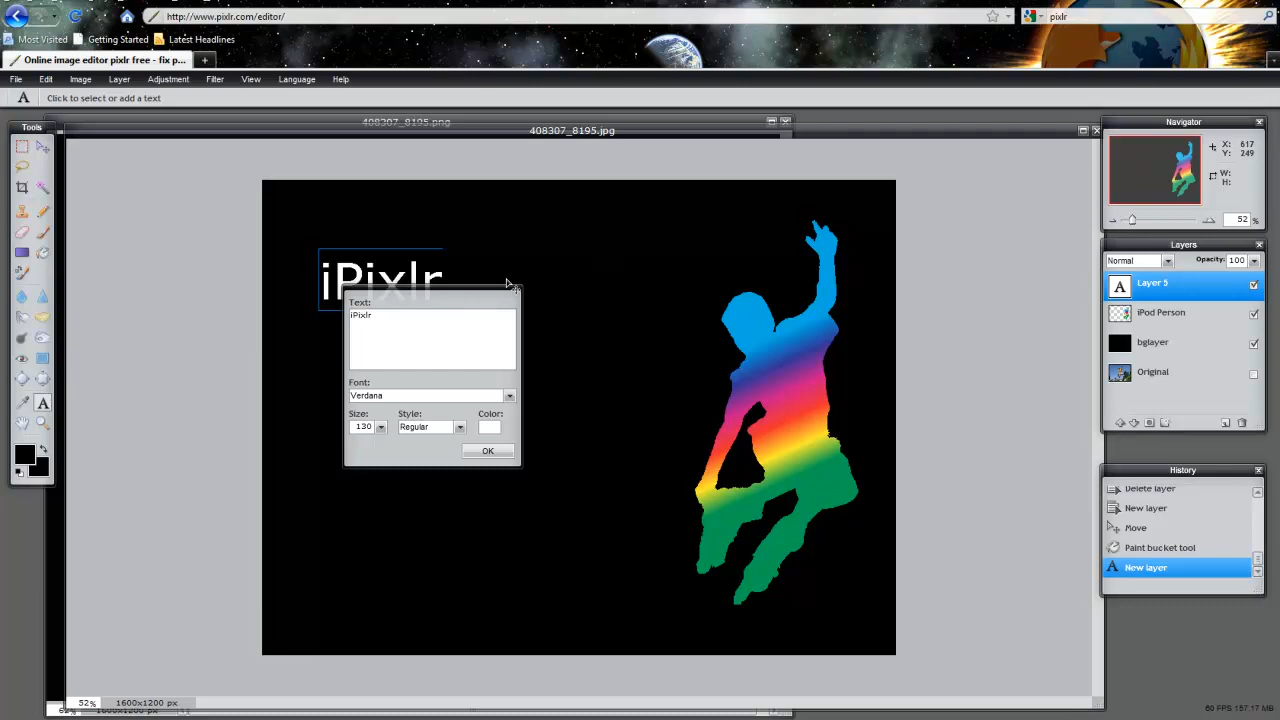 http://www.pixlr.com/editor/
pixlr
Most Visited
Getting Started
Latest Headlines
Online image editor pixlr free - fix p...
File Edit Image Layer Adjustment Filter View Language Help
A Click to select or add a text
Tools
408307_8195.png
408307_8195.jpg
Navigator
X: 617
Y: 249
W:
H:
52 %
Layers
Normal Opacity: 100
A Layer 5
iPod Person
bglayer
Original
iPixlr
Text:
iPixlr
Font:
Verdana
Size: Style: Color:
130 Regular
OK
A
History
Delete layer
New layer
Move
Paint bucket tool
A New layer
52% 1600x1200 px
1600x1200 px
60 FPS 157.17 MB